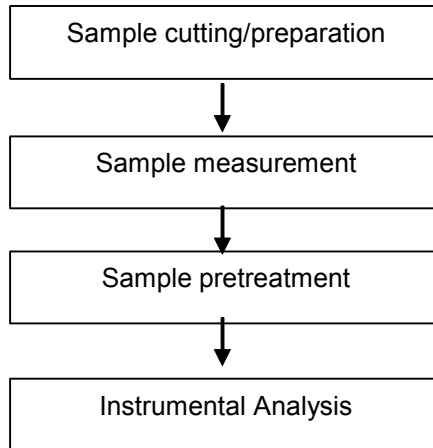 Sample cutting/preparation
Sample measurement
Sample pretreatment
Instrumental Analysis